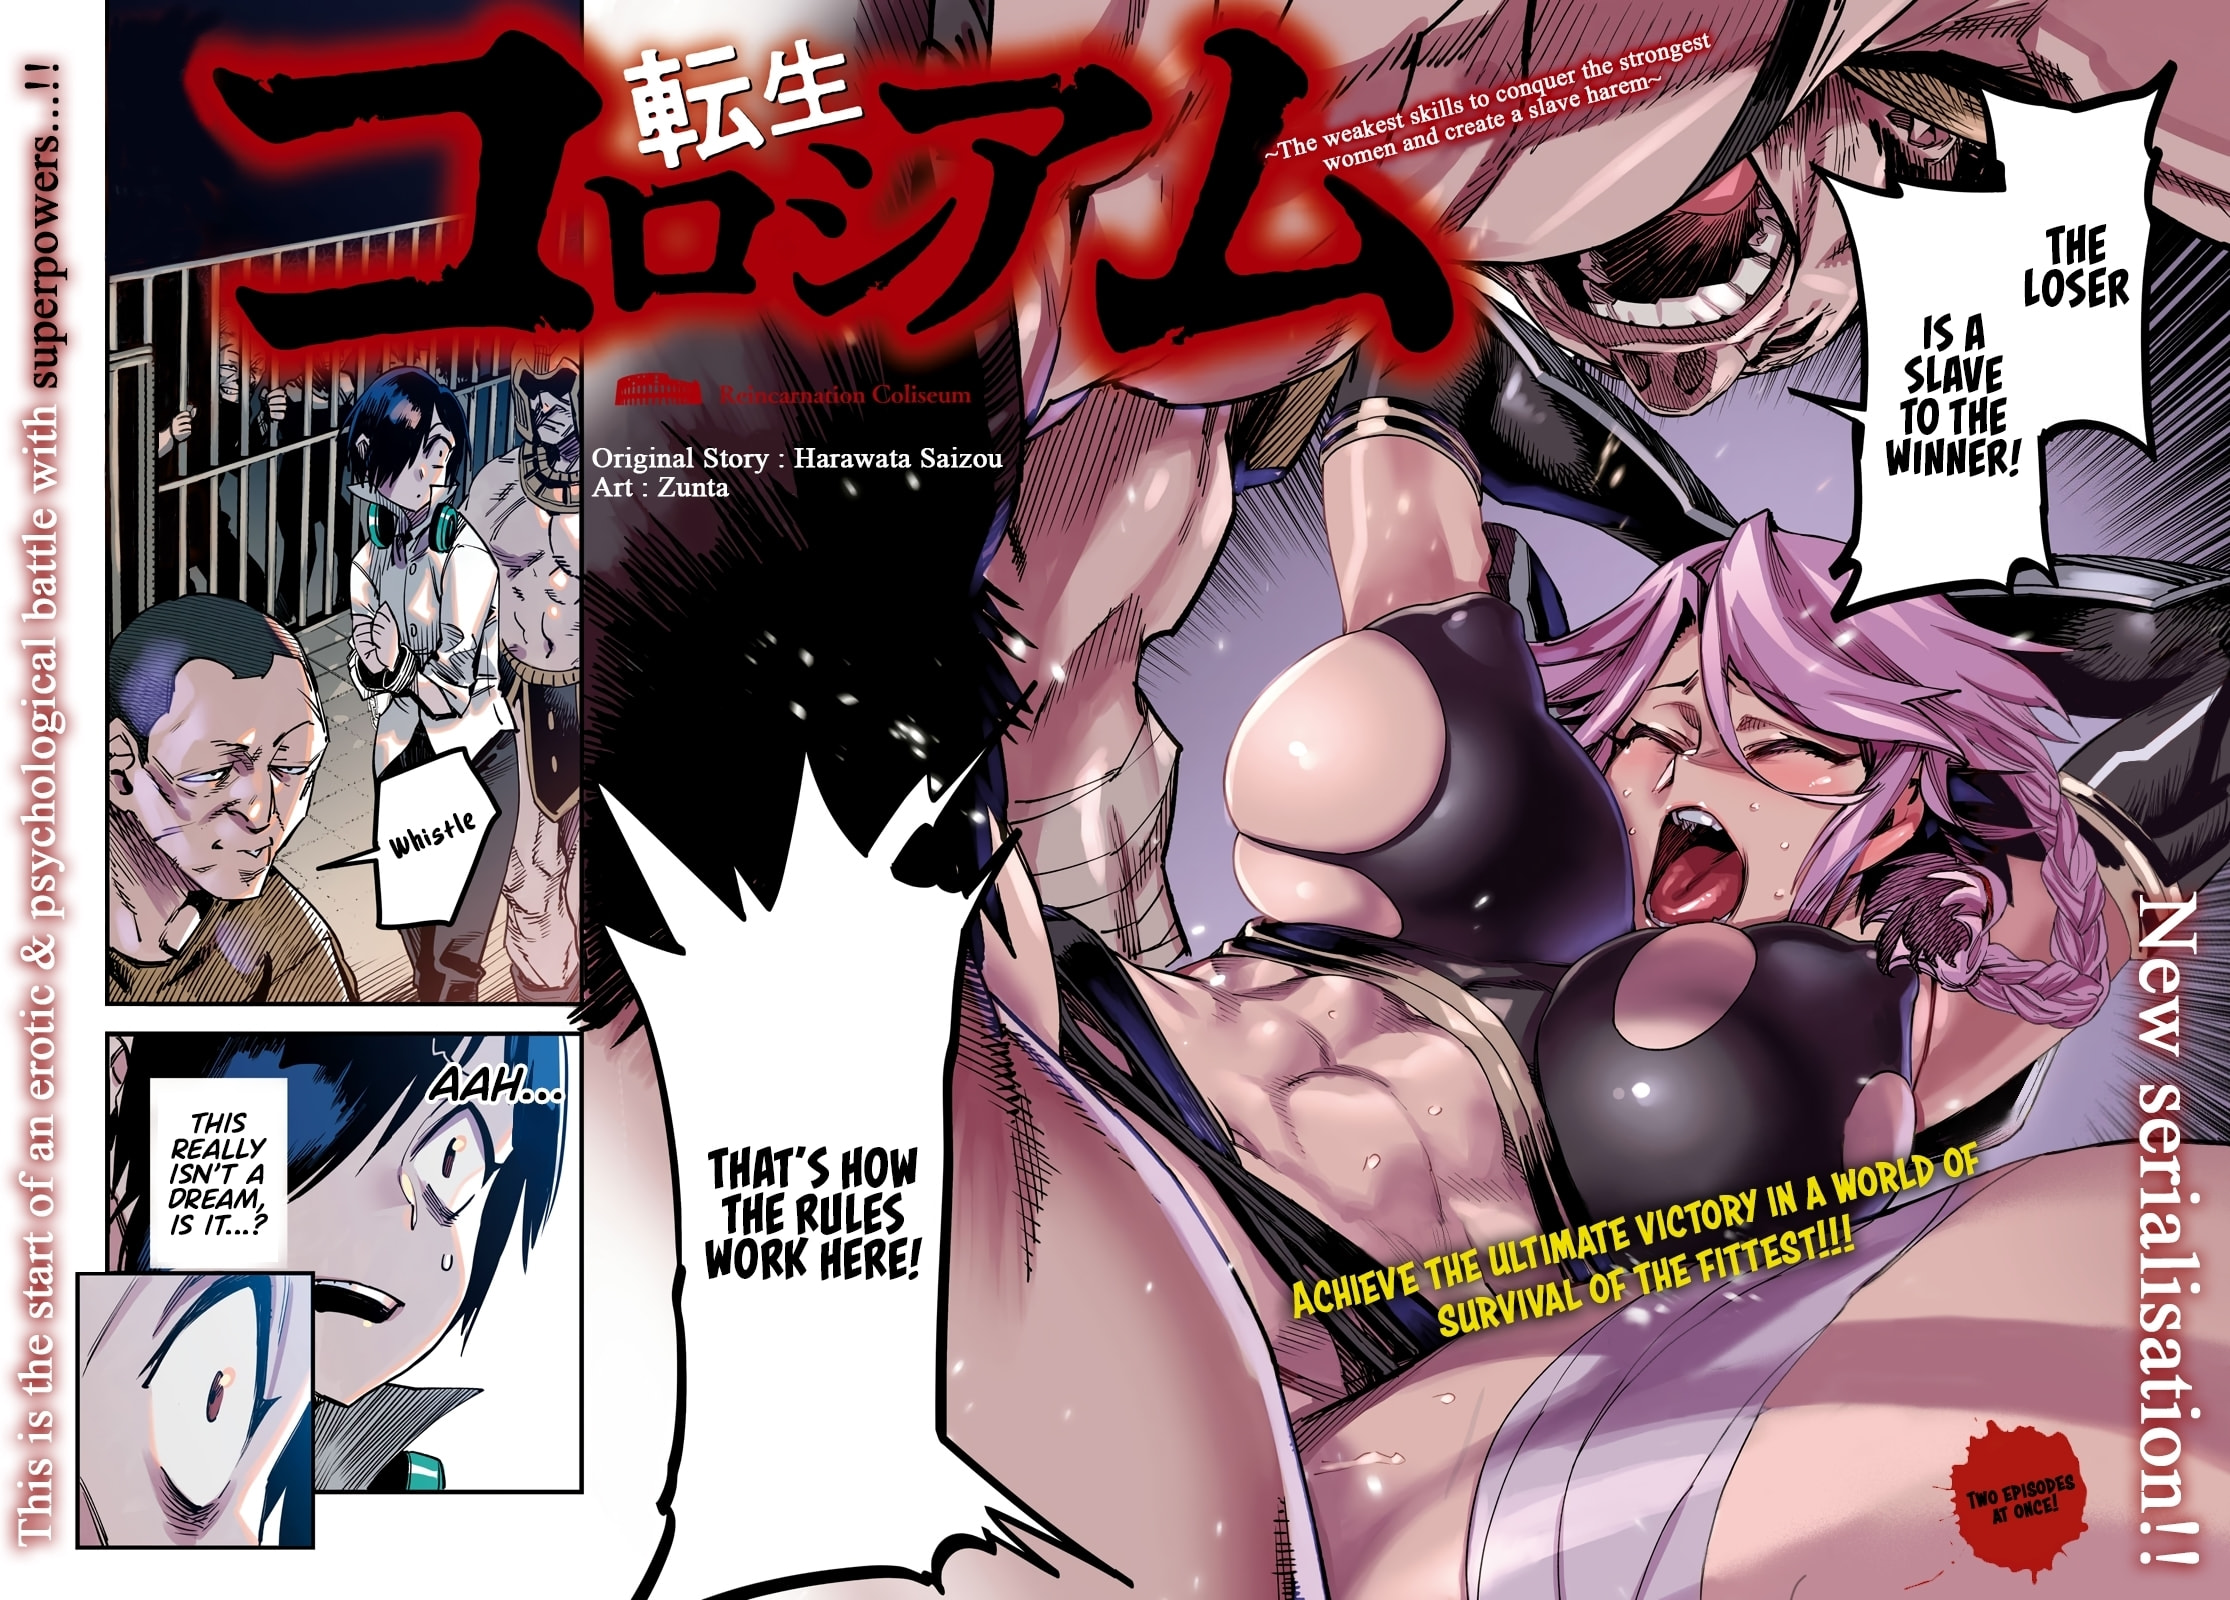 New serialisation!!
~The weakest skills to conquer the strongest
women and create a slave harem~
転生
コロシアム
Reincarnation Coliseum
Original Story : Harawata Saizou
Art : Zunta
THE
LOSER
IS A
SLAVE
TO THE
WINNER!
ACHIEVE THE ULTIMATE VICTORY IN A WORLD OF
SURVIVAL OF THE FITTEST!!!
TWO EPISODES
AT ONCE!
THAT'S HOW
THE RULES
WORK HERE!
Whistle
AAH...
THIS
REALLY
ISN'T A
DREAM,
IS IT...?
This is the start of an erotic & psychological battle with superpowers...!!